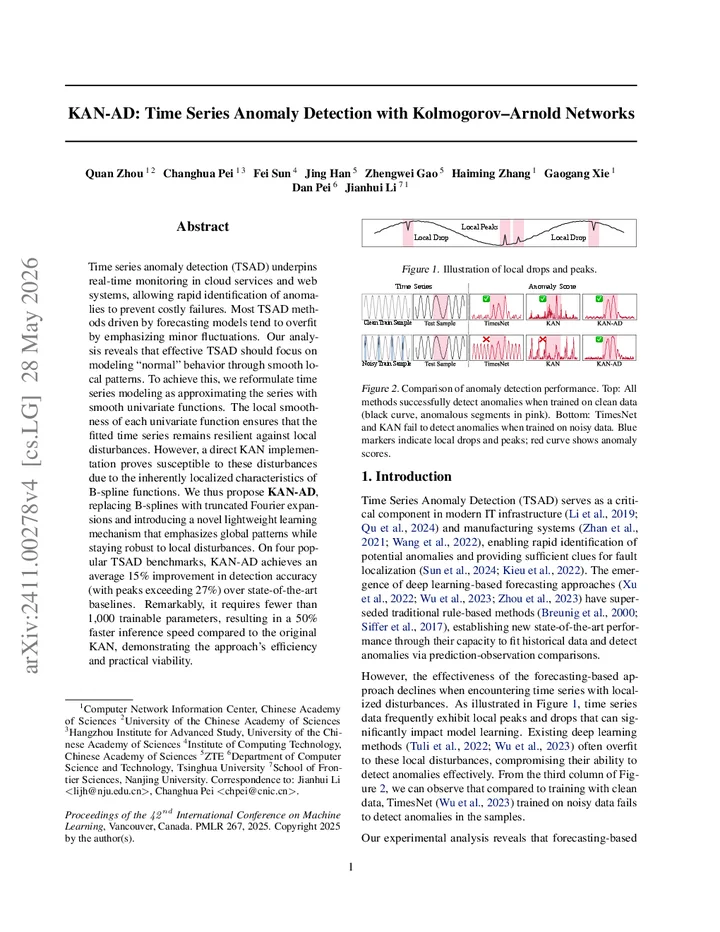 KAN-AD: Time Series Anomaly Detection with Kolmogorov–Arnold Networks
Quan Zhou 1 2 Changhua Pei 1 3 Fei Sun 4 Jing Han 5 Zhengwei Gao 5 Haiming Zhang 1 Gaogang Xie 1
Dan Pei 6 Jianhui Li 7 1
arXiv:2411.00278v4 [cs.LG] 28 May 2026
Abstract
Time series anomaly detection (TSAD) underpins
real-time monitoring in cloud services and web
systems, allowing rapid identification of anoma-
lies to prevent costly failures. Most TSAD meth-
ods driven by forecasting models tend to overfit
by emphasizing minor fluctuations. Our anal-
ysis reveals that effective TSAD should focus on
modeling “normal” behavior through smooth lo-
cal patterns. To achieve this, we reformulate time
series modeling as approximating the series with
smooth univariate functions. The local smooth-
ness of each univariate function ensures that the
fitted time series remains resilient against local
disturbances. However, a direct KAN implemen-
tation proves susceptible to these disturbances
due to the inherently localized characteristics of
B-spline functions. We thus propose KAN-AD,
replacing B-splines with truncated Fourier expan-
sions and introducing a novel lightweight learning
mechanism that emphasizes global patterns while
staying robust to local disturbances. On four pop-
ular TSAD benchmarks, KAN-AD achieves an
average 15% improvement in detection accuracy
(with peaks exceeding 27%) over state-of-the-art
baselines. Remarkably, it requires fewer than
1,000 trainable parameters, resulting in a 50%
faster inference speed compared to the original
KAN, demonstrating the approach’s efficiency
and practical viability.
1Computer Network Information Center, Chinese Academy
of Sciences 2University of the Chinese Academy of Sciences
3Hangzhou Institute for Advanced Study, University of the Chi-
nese Academy of Sciences 4Institute of Computing Technology,
Chinese Academy of Sciences 5ZTE 6Department of Computer
Science and Technology, Tsinghua University 7School of Fron-
tier Sciences, Nanjing University. Correspondence to: Jianhui Li
<lijh@nju.edu.cn>, Changhua Pei <chpei@cnic.cn>.
Proceedings of the 42nd International Conference on Machine
Learning, Vancouver, Canada. PMLR 267, 2025. Copyright 2025
by the author(s).
Local Peaks
Local Drop
Local Drop
Figure 1. Illustration of local drops and peaks.
Time Series
Anomaly Score
Clean Train Sample
Test Sample
TimesNet
KAN
KAN-AD
Noisy Train Sample
Test Sample
TimesNet
KAN
KAN-AD
Figure 2. Comparison of anomaly detection performance. Top: All
methods successfully detect anomalies when trained on clean data
(black curve, anomalous segments in pink). Bottom: TimesNet
and KAN fail to detect anomalies when trained on noisy data. Blue
markers indicate local drops and peaks; red curve shows anomaly
scores.
1. Introduction
Time Series Anomaly Detection (TSAD) serves as a criti-
cal component in modern IT infrastructure (Li et al., 2019;
Qu et al., 2024) and manufacturing systems (Zhan et al.,
2021; Wang et al., 2022), enabling rapid identification of
potential anomalies and providing sufficient clues for fault
localization (Sun et al., 2024; Kieu et al., 2022). The emer-
gence of deep learning-based forecasting approaches (Xu
et al., 2022; Wu et al., 2023; Zhou et al., 2023) have super-
seded traditional rule-based methods (Breunig et al., 2000;
Siffer et al., 2017), establishing new state-of-the-art perfor-
mance through their capacity to fit historical data and detect
anomalies via prediction-observation comparisons.
However, the effectiveness of the forecasting-based ap-
proach declines when encountering time series with local-
ized disturbances. As illustrated in Figure 1, time series
data frequently exhibit local peaks and drops that can sig-
nificantly impact model learning. Existing deep learning
methods (Tuli et al., 2022; Wu et al., 2023) often overfit
to these local disturbances, compromising their ability to
detect anomalies effectively. From the third column of Fig-
ure 2, we can observe that compared to training with clean
data, TimesNet (Wu et al., 2023) trained on noisy data fails
to detect anomalies in the samples.
Our experimental analysis reveals that forecasting-based
1